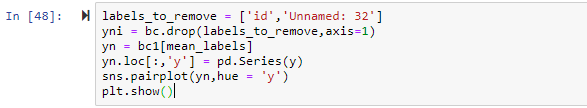 In [48]:
labels_to_remove = ['id','Unnamed: 32']
yni = bc.drop(labels_to_remove,axis=1)
yn = bc1[mean_labels]
yn.loc[:,'y'] = pd.Series(y)
sns.pairplot(yn,hue = 'y')
plt.show()